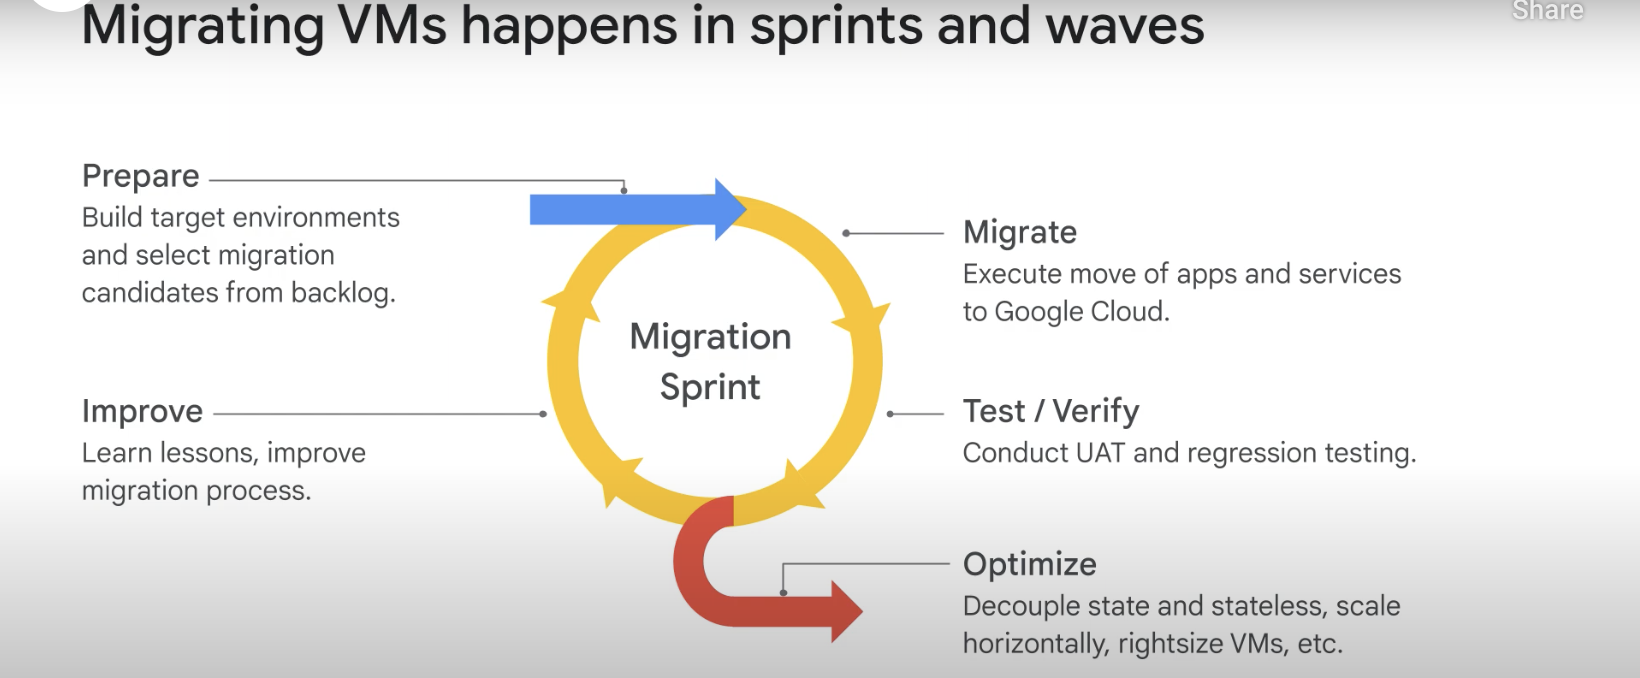 Migrating VMs happens in sprints and waves
Share
Prepare
Build target environments
and select migration
candidates from backlog.
Migrate
Execute move of apps and services
to Google Cloud.
Migration
Sprint
Improve
Learn lessons, improve
migration process.
Test / Verify
Conduct UAT and regression testing.
Optimize
Decouple state and stateless, scale
horizontally, rightsize VMs, etc.